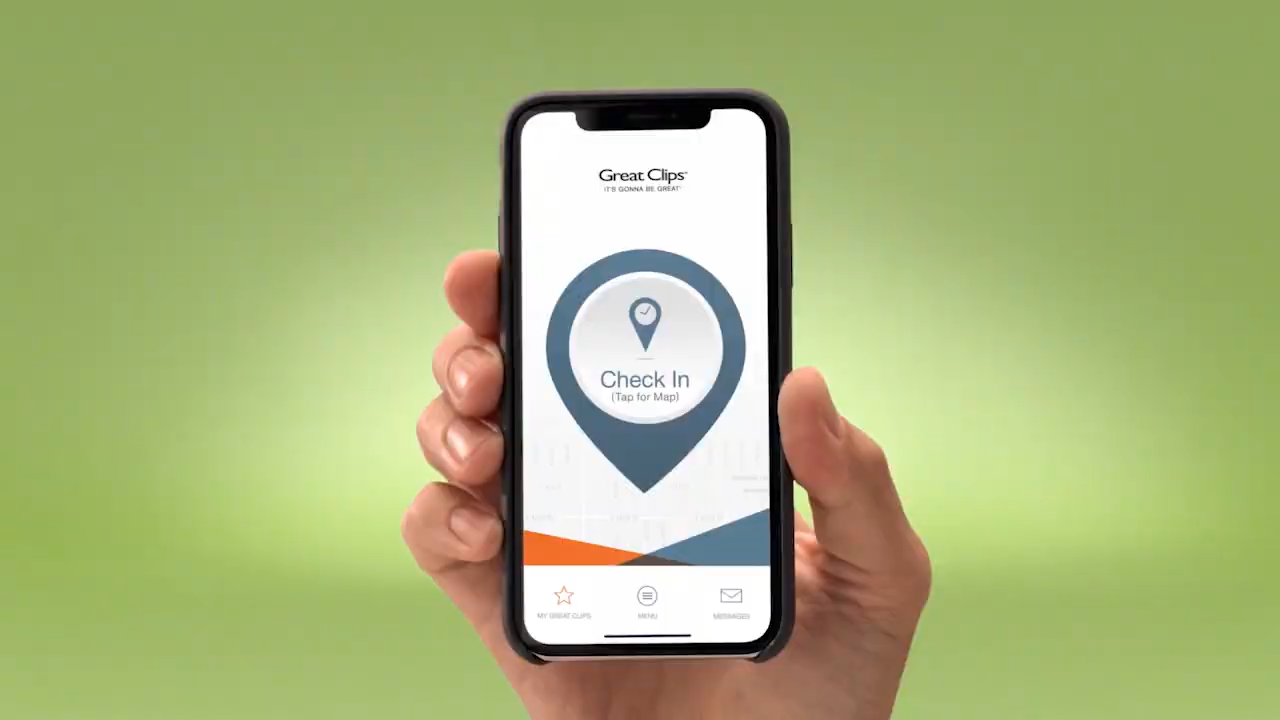 Great Clips®
IT'S GONNA BE GREAT®
Check In
(Tap for Map)
MY GREAT CLIPS
MENU
MESSAGES